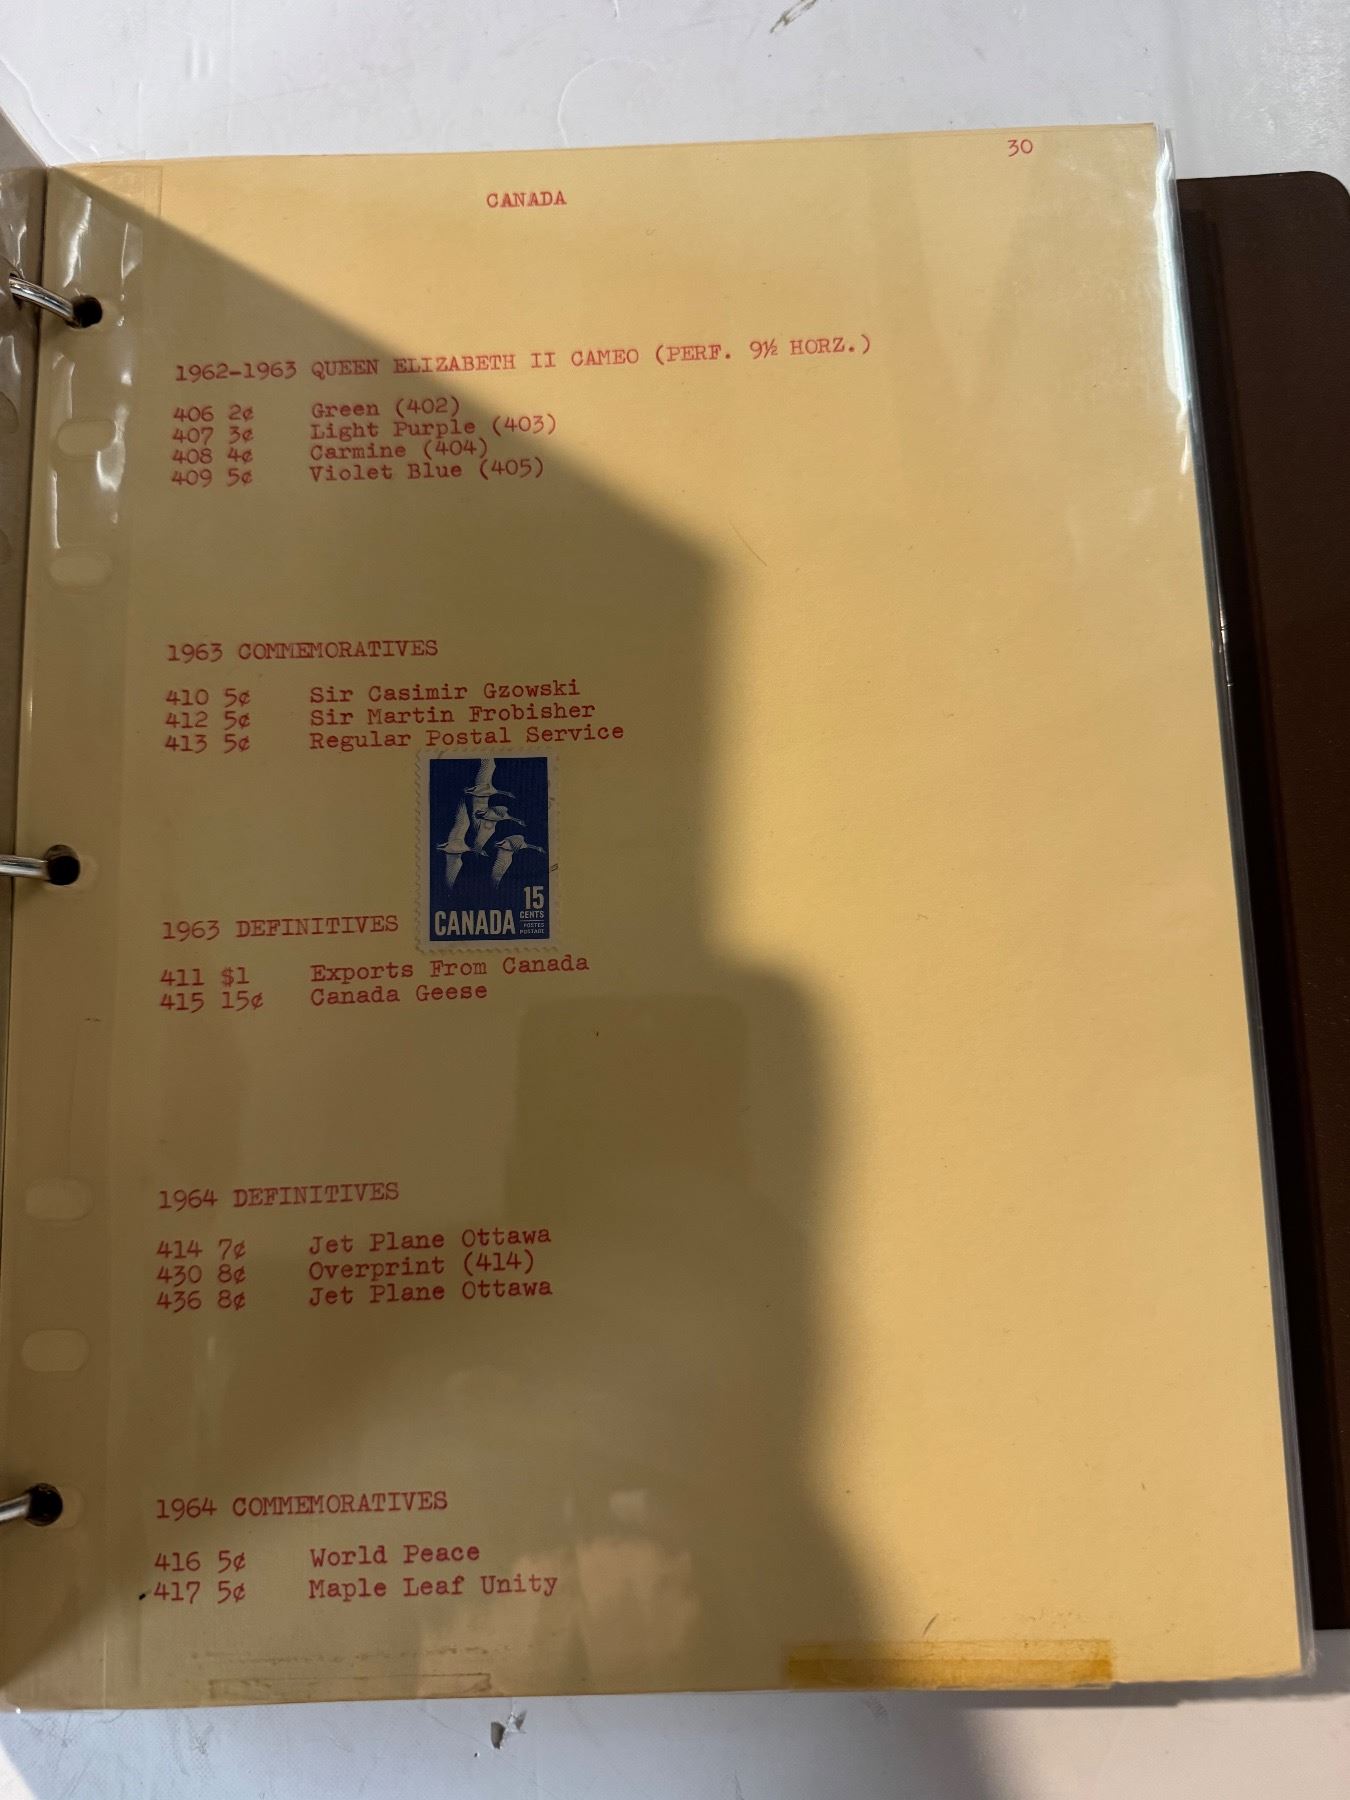 30
CANADA
1962-1963 QUEEN ELIZABETH II CAMEO (PERF. 9½ HORZ.)
406 2¢ Green (402)
407 3¢ Light Purple (403)
408 4¢ Carmine (404)
409 5¢ Violet Blue (405)
1963 COMMEMORATIVES
410 5¢ Sir Casimir Gzowski
412 5¢ Sir Martin Frobisher
413 5¢ Regular Postal Service
15
CENTS
CANADA
POSTES
POSTAGE
1963 DEFINITIVES
411 $1 Exports From Canada
415 15¢ Canada Geese
1964 DEFINITIVES
414 7¢ Jet Plane Ottawa
430 8¢ Overprint (414)
436 8¢ Jet Plane Ottawa
1964 COMMEMORATIVES
416 5¢ World Peace
417 5¢ Maple Leaf Unity